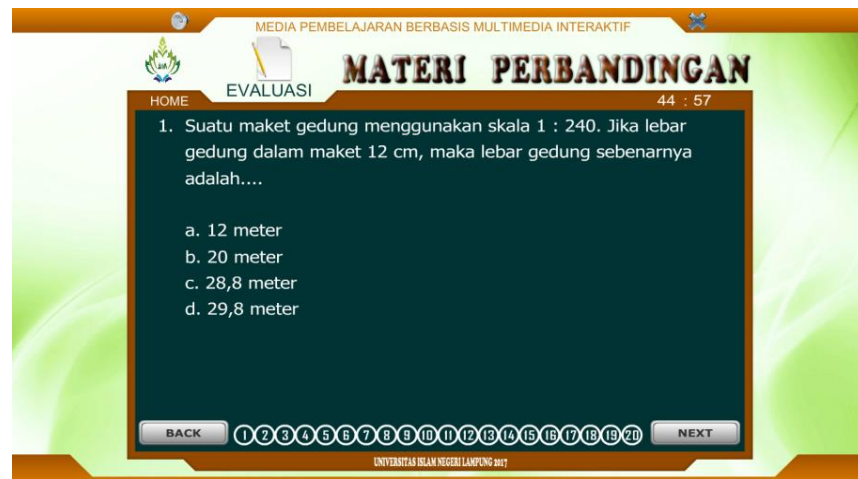 MEDIA PEMBELAJARAN BERBASIS MULTIMEDIA INTERAKTIF
MATERI PERBANDINGAN
EVALUASI
HOME
44 : 57
1. Suatu maket gedung menggunakan skala 1 : 240. Jika lebar
gedung dalam maket 12 cm, maka lebar gedung sebenarnya
adalah....
a. 12 meter
b. 20 meter
c. 28,8 meter
d. 29,8 meter
BACK 1 2 3 4 5 6 7 8 9 10 11 12 13 14 15 16 17 18 19 20 NEXT
UNIVERSITAS ISLAM NEGERI LAMPUNG 2017